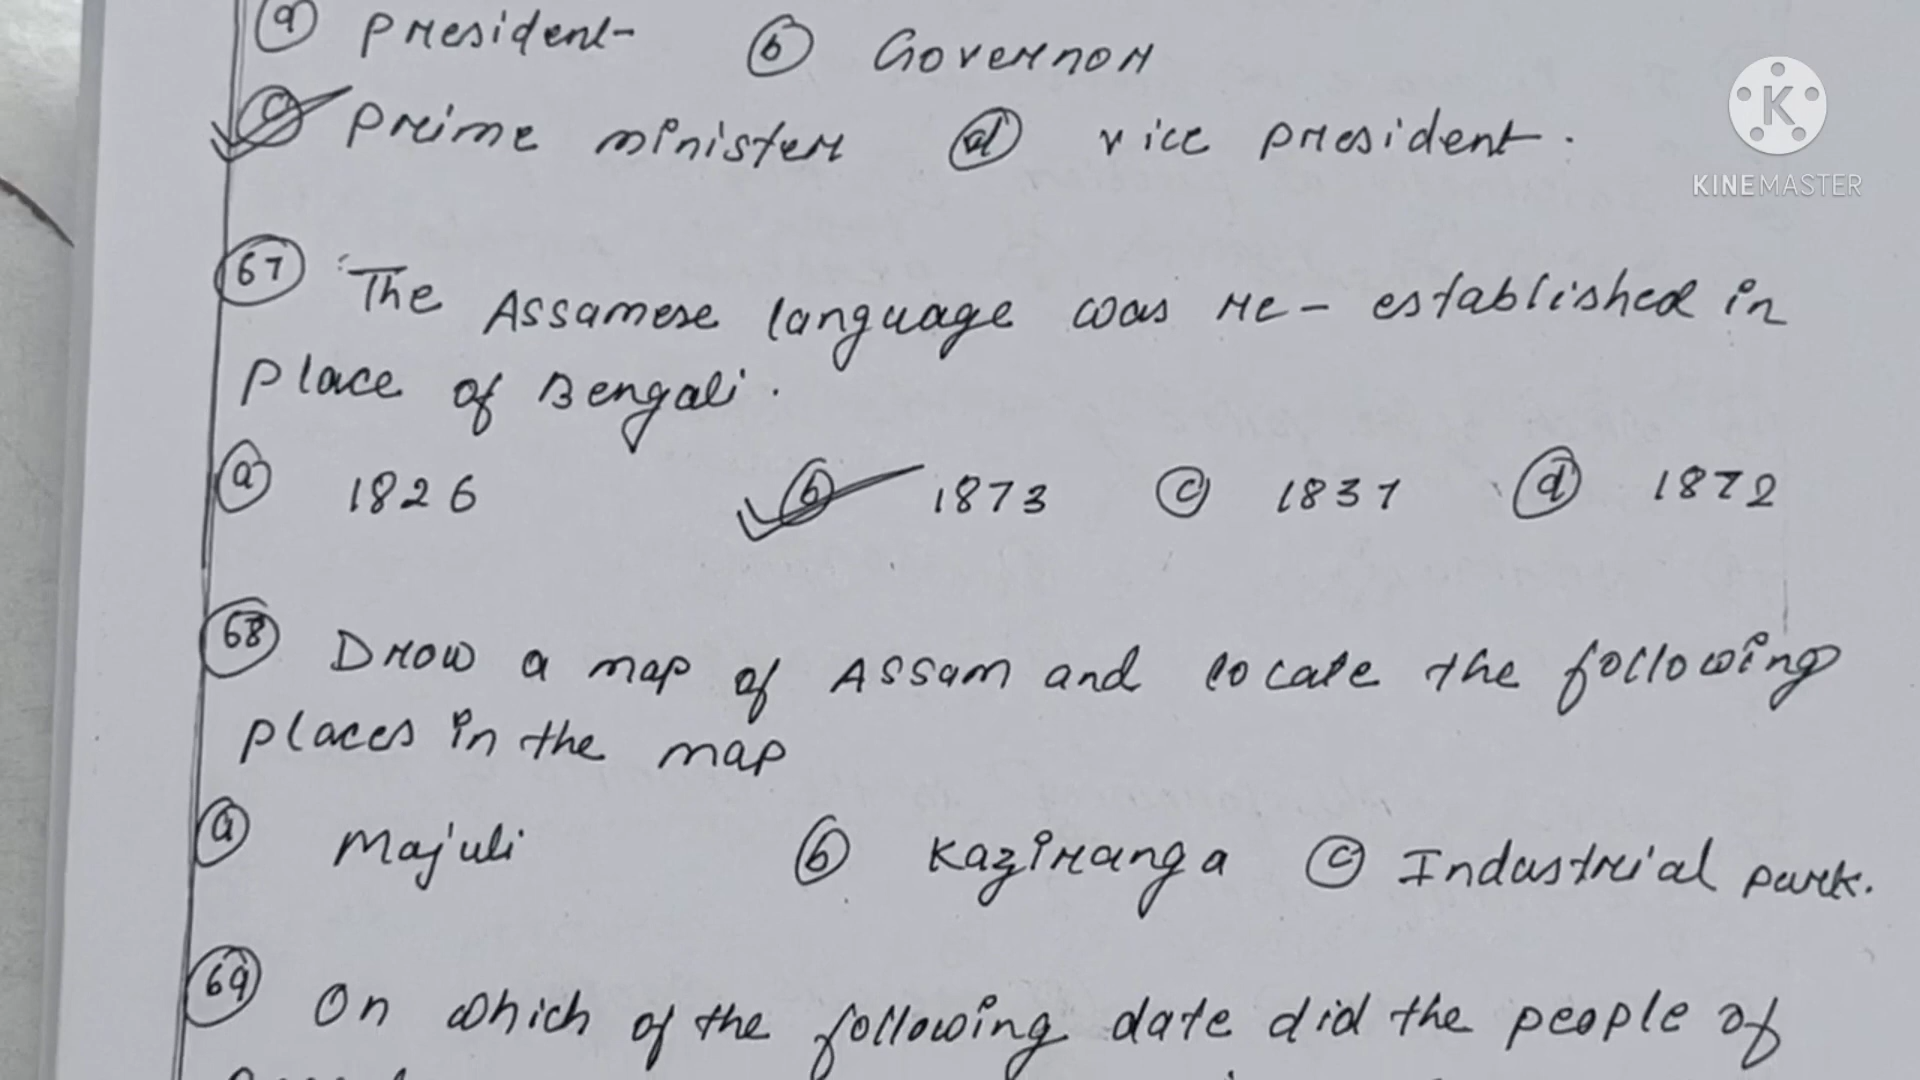 (a) President- (b) Governor
(c) Prime minister (d) vice president.
KINEMASTER
(67) The Assamese language was re-established in
place of Bengali.
(a) 1826 (b) 1873 (c) 1837 (d) 1872
(68) Drow a map of Assam and locate the following
places in the map
(a) Majuli (b) Kaziranga (c) Industrial park.
(69) On which of the following date did the people of